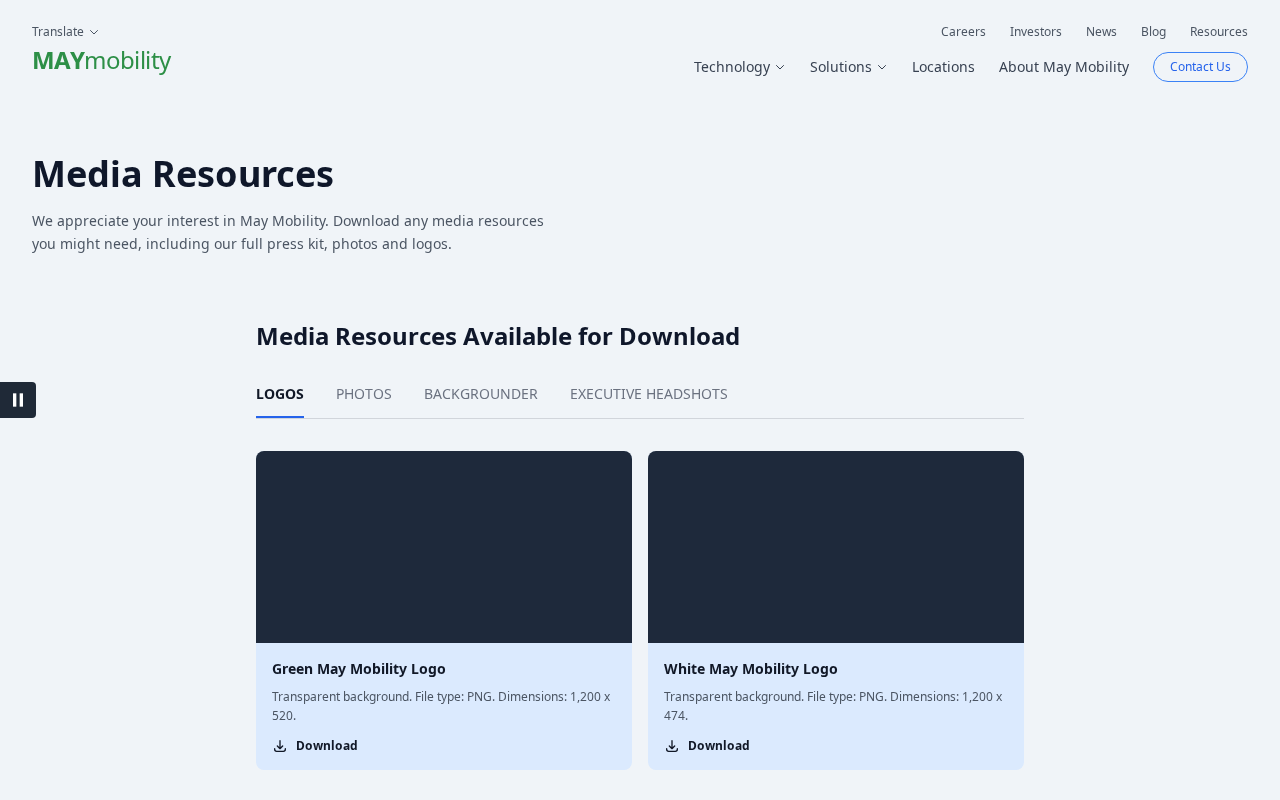 Translate
Careers
Investors
News
Blog
Resources
MAYmobility
Technology
Solutions
Locations
About May Mobility
Contact Us
Media Resources
We appreciate your interest in May Mobility. Download any media resources
you might need, including our full press kit, photos and logos.
Media Resources Available for Download
LOGOS
PHOTOS
BACKGROUNDER
EXECUTIVE HEADSHOTS
Green May Mobility Logo
Transparent background. File type: PNG. Dimensions: 1,200 x
520.
Download
White May Mobility Logo
Transparent background. File type: PNG. Dimensions: 1,200 x
474.
Download